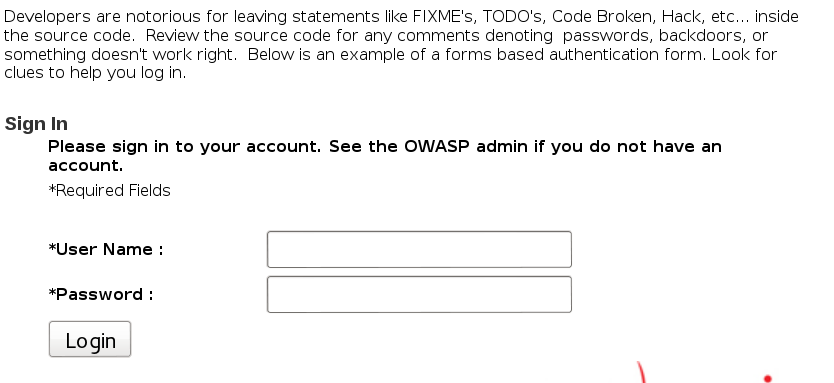 Developers are notorious for leaving statements like FIXME's, TODO's, Code Broken, Hack, etc... inside
the source code.  Review the source code for any comments denoting  passwords, backdoors, or
something doesn't work right.  Below is an example of a forms based authentication form. Look for
clues to help you log in.
Sign In
Please sign in to your account.  See the OWASP admin if you do not have an
account.
*Required Fields
*User Name :
*Password :
Login